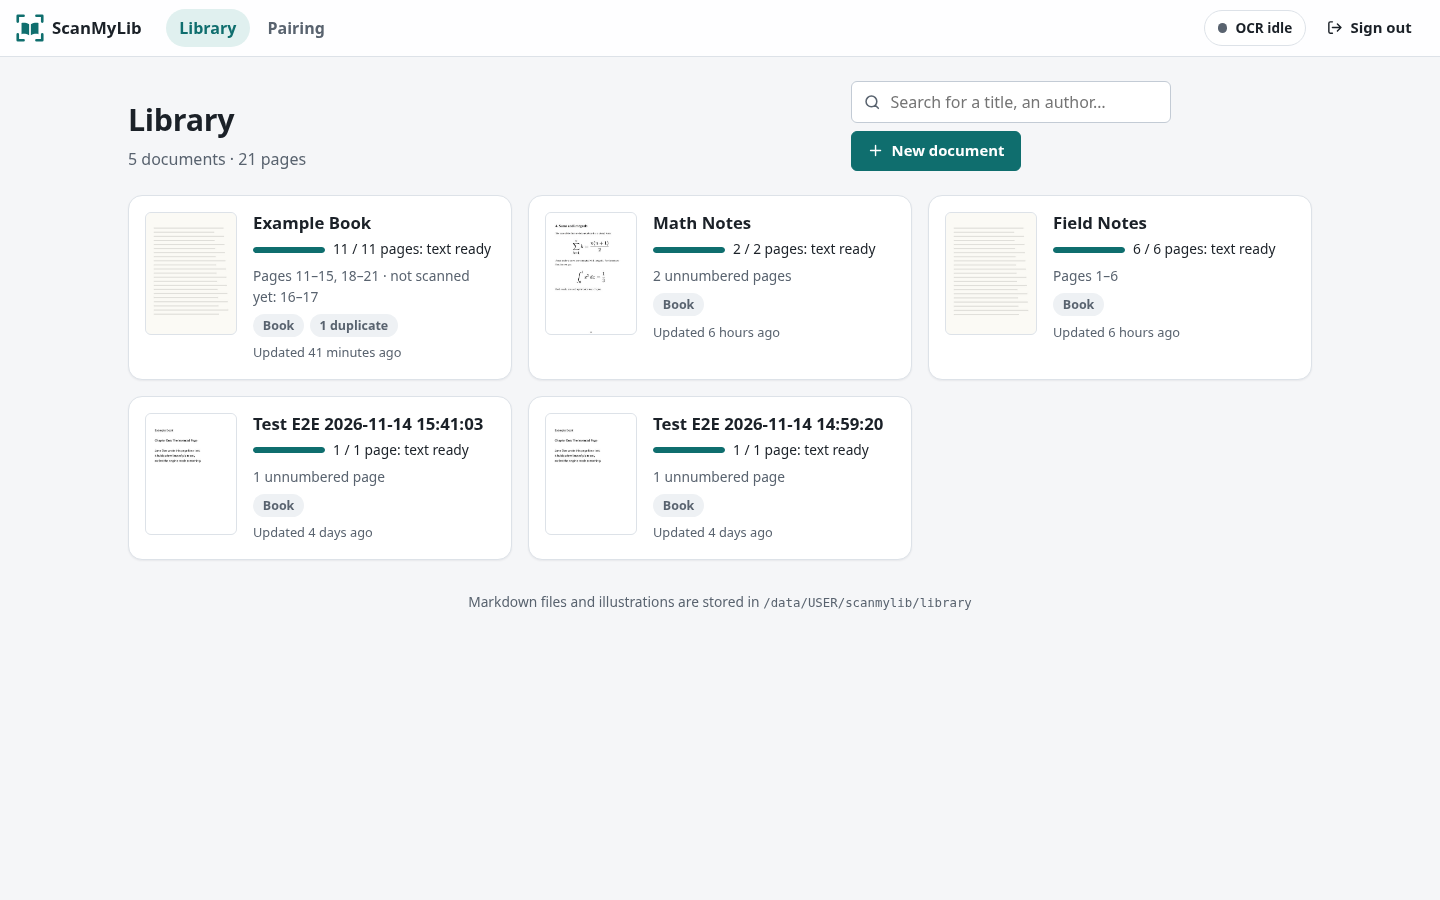 ScanMyLib
Library
Pairing
OCR idle
Sign out
Library
5 documents · 21 pages
Search for a title, an author...
New document
Example Book
11 / 11 pages: text ready
Pages 11–15, 18–21 · not scanned
yet: 16–17
Book
1 duplicate
Updated 41 minutes ago
Math Notes
2 / 2 pages: text ready
2 unnumbered pages
Book
Updated 6 hours ago
Field Notes
6 / 6 pages: text ready
Pages 1–6
Book
Updated 6 hours ago
Test E2E 2026-11-14 15:41:03
1 / 1 page: text ready
1 unnumbered page
Book
Updated 4 days ago
Test E2E 2026-11-14 14:59:20
1 / 1 page: text ready
1 unnumbered page
Book
Updated 4 days ago
Markdown files and illustrations are stored in /data/USER/scanmylib/library